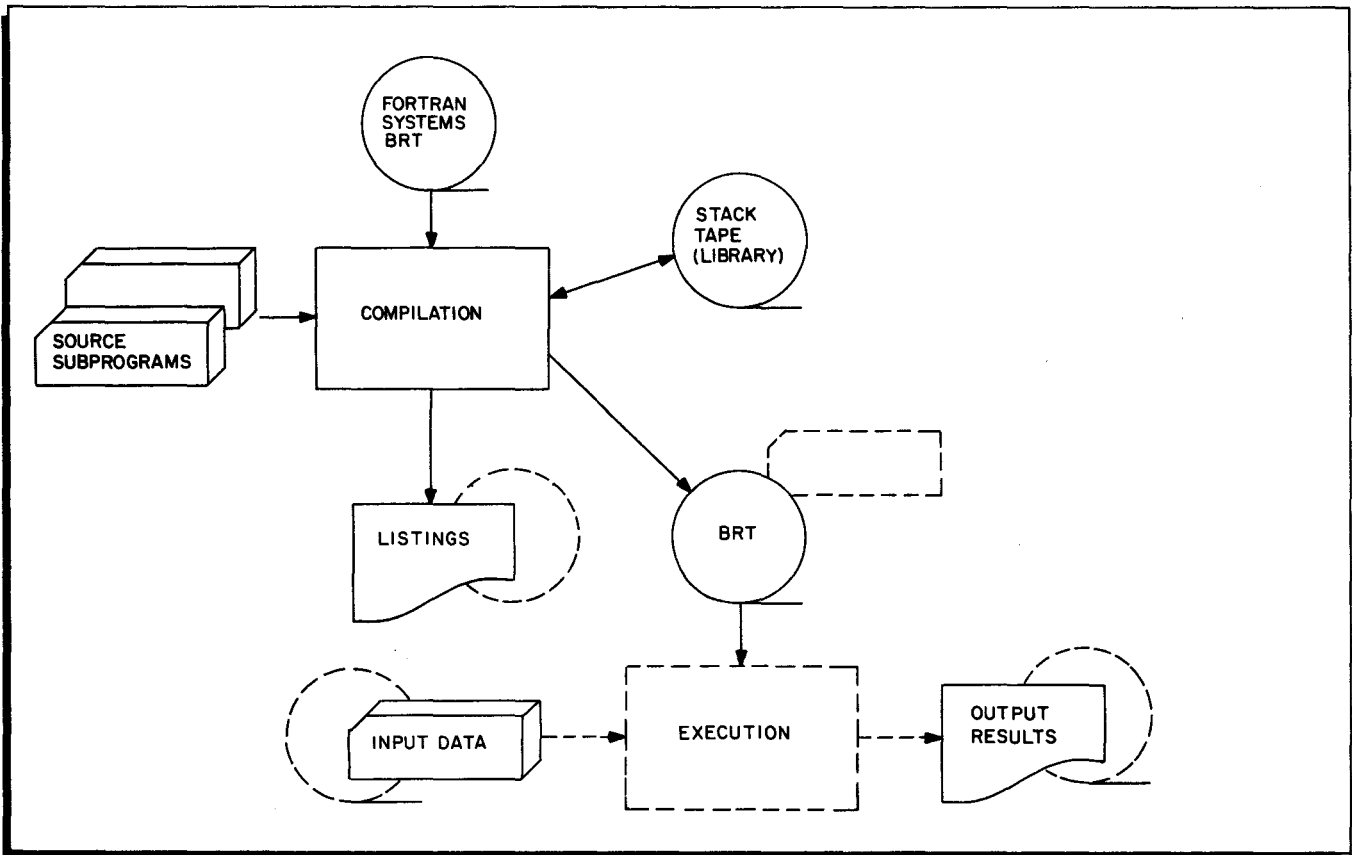 FORTRAN
SYSTEMS
BRT
STACK
TAPE
(LIBRARY)
COMPILATION
SOURCE
SUBPROGRAMS
LISTINGS
BRT
INPUT DATA
EXECUTION
OUTPUT
RESULTS